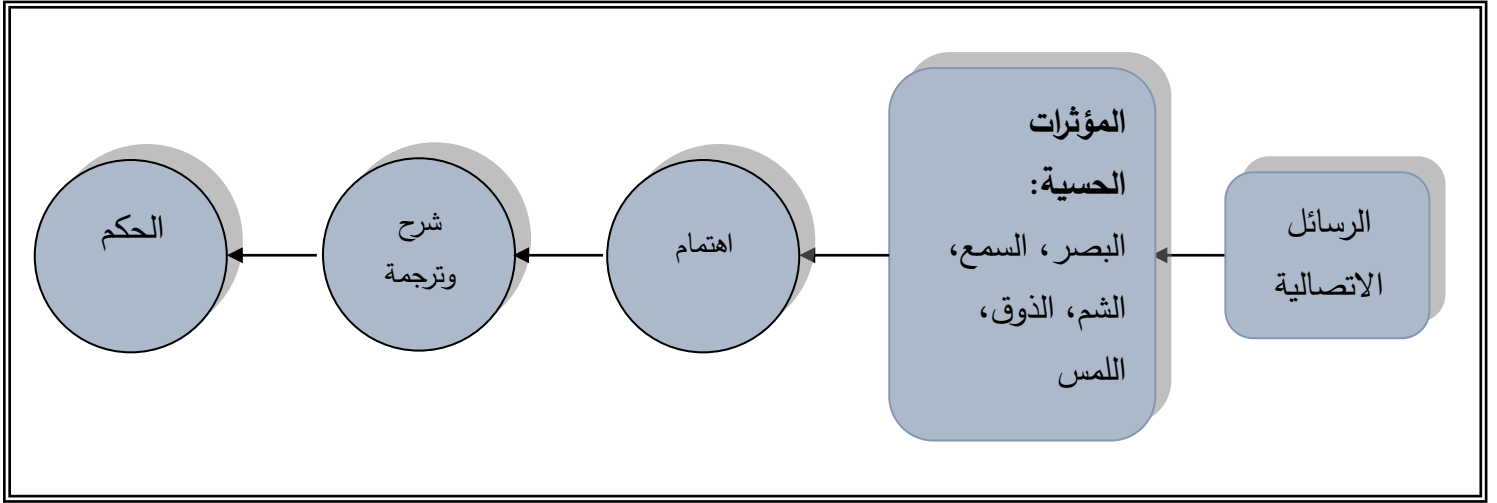 الرسائل
الاتصالية
المؤثرات
الحسية:
البصر، السمع،
الشم، الذوق،
اللمس
اهتمام
شرح
وترجمة
الحكم